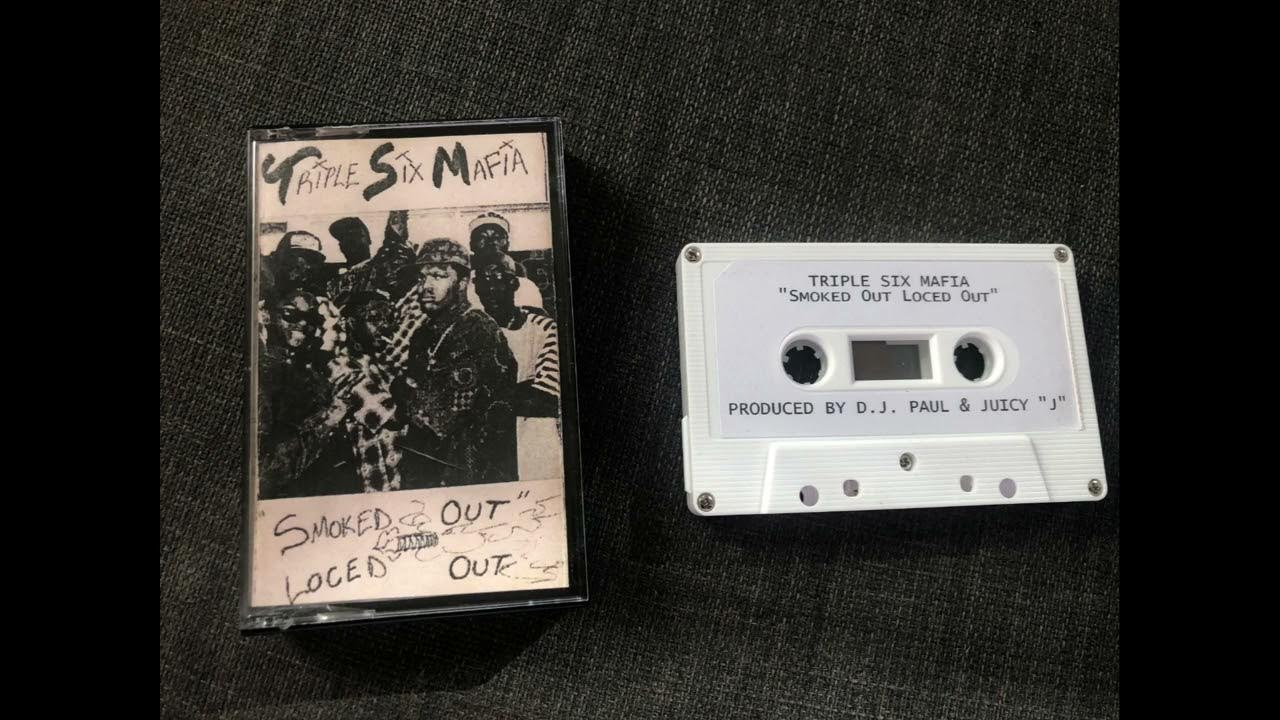 TRIPLE SIX MAFIA
"SMOKED OUT"
LOCED OUT
TRIPLE SIX MAFIA
"SMOKED OUT LOCED OUT"
PRODUCED BY D.J. PAUL & JUICY "J"